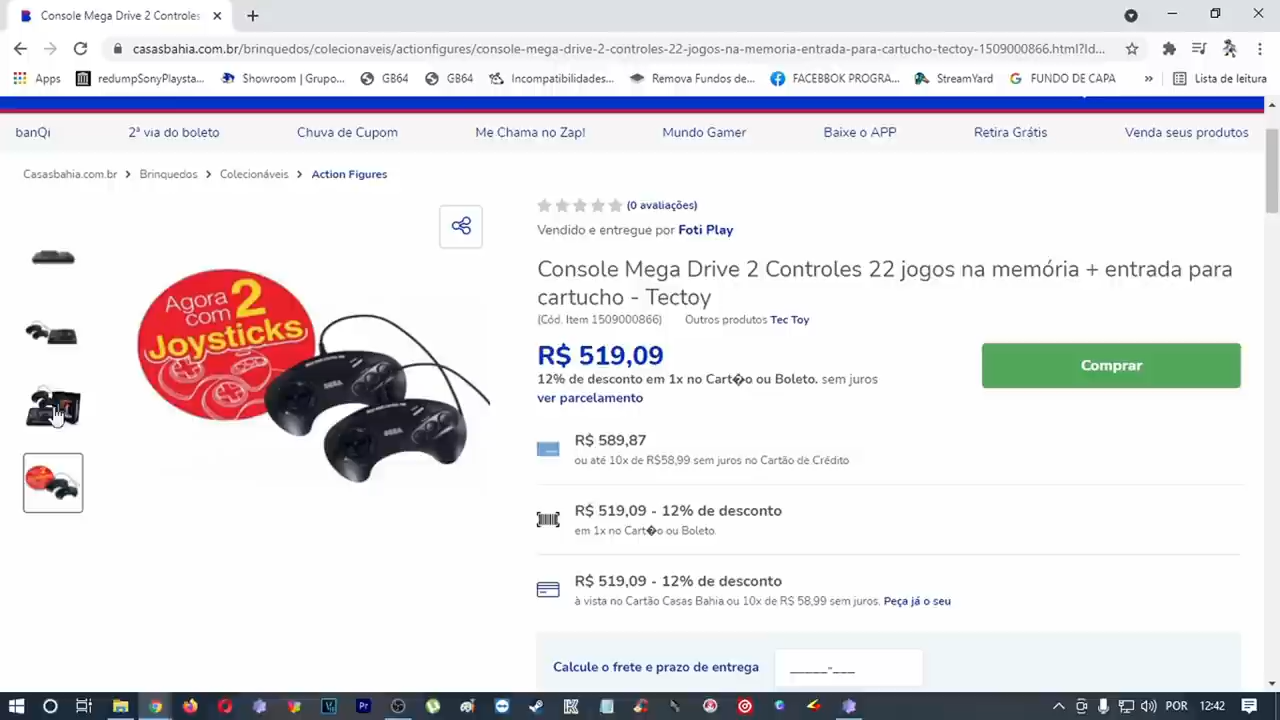 Console Mega Drive 2 Controles
casasbahia.com.br/brinquedos/colecionaveis/actionfigures/console-mega-drive-2-controles-22-jogos-na-memoria-entrada-para-cartucho-tectoy-1509000866.html?Id...
Apps redumpSonyPlaysta... Showroom | Grupo... GB64 GB64 Incompatibilidades... Remova Fundos de... FACEBBOK PROGRA... StreamYard FUNDO DE CAPA » Lista de leitura
banQi 2ª via do boleto Chuva de Cupom Me Chama no Zap! Mundo Gamer Baixe o APP Retira Grátis Venda seus produtos
Casasbahia.com.br > Brinquedos > Colecionáveis > Action Figures
(0 avaliações)
Vendido e entregue por Foti Play
Console Mega Drive 2 Controles 22 jogos na memória + entrada para
cartucho - Tectoy
(Cód. Item 1509000866) Outros produtos Tec Toy
Agora
com 2
Joysticks
SEGA
SEGA
R$ 519,09
12% de desconto em 1x no Cart�o ou Boleto. sem juros
ver parcelamento
Comprar
R$ 589,87
ou até 10x de R$58,99 sem juros no Cartão de Crédito
R$ 519,09 - 12% de desconto
em 1x no Cart�o ou Boleto.
R$ 519,09 - 12% de desconto
à vista no Cartão Casas Bahia ou 10x de R$ 58,99 sem juros. Peça já o seu
Calcule o frete e prazo de entrega _____-___
POR 12:42